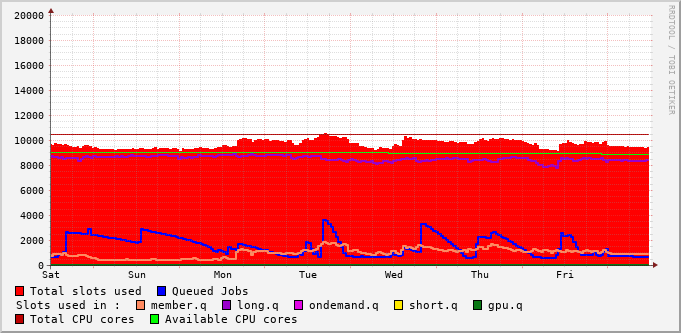 RRDTOOL / TOBI OETIKER
20000
18000
16000
14000
12000
10000
8000
6000
4000
2000
0
Sat Sun Mon Tue Wed Thu Fri
Total slots used Queued Jobs
Slots used in : member.q long.q ondemand.q short.q gpu.q
Total CPU cores Available CPU cores